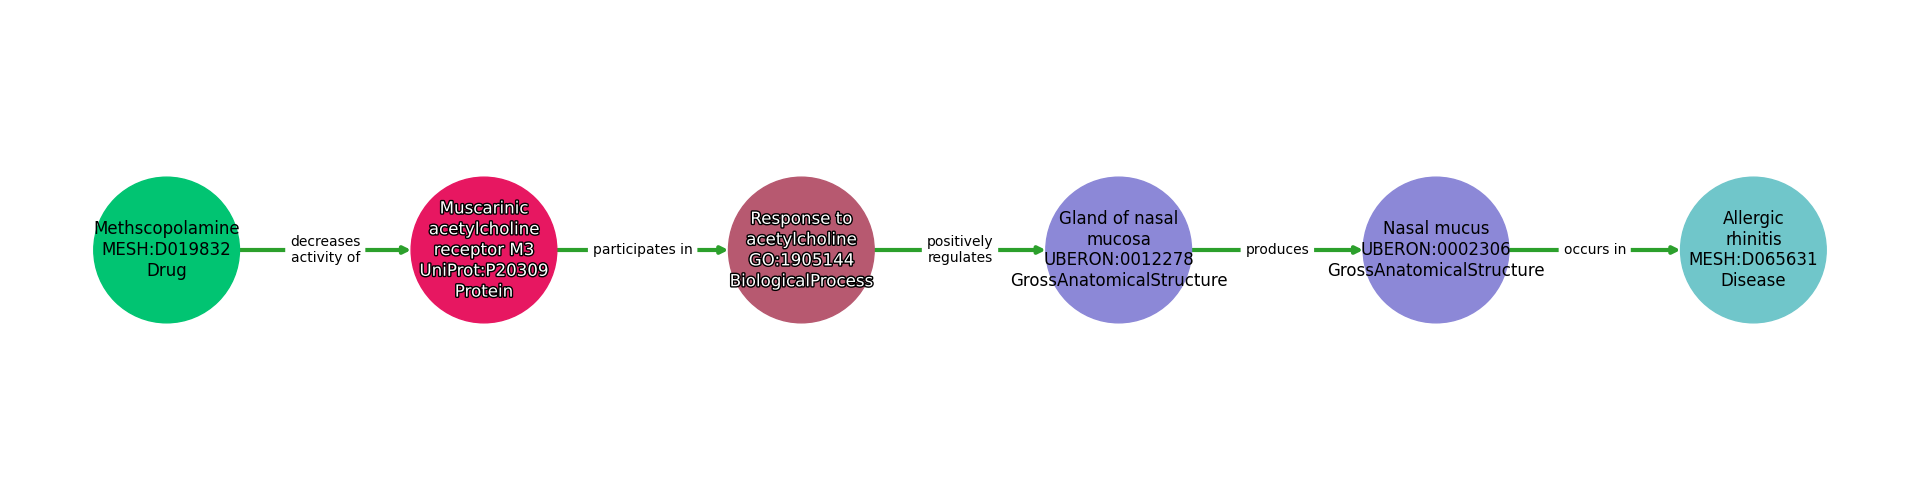 Methscopolamine
MESH:D019832
Drug
decreases
activity of
Muscarinic
acetylcholine
receptor M3
UniProt:P20309
Protein
participates in
Response to
acetylcholine
GO:1905144
BiologicalProcess
positively
regulates
Gland of nasal
mucosa
UBERON:0012278
GrossAnatomicalStructure
produces
Nasal mucus
UBERON:0002306
GrossAnatomicalStructure
occurs in
Allergic
rhinitis
MESH:D065631
Disease